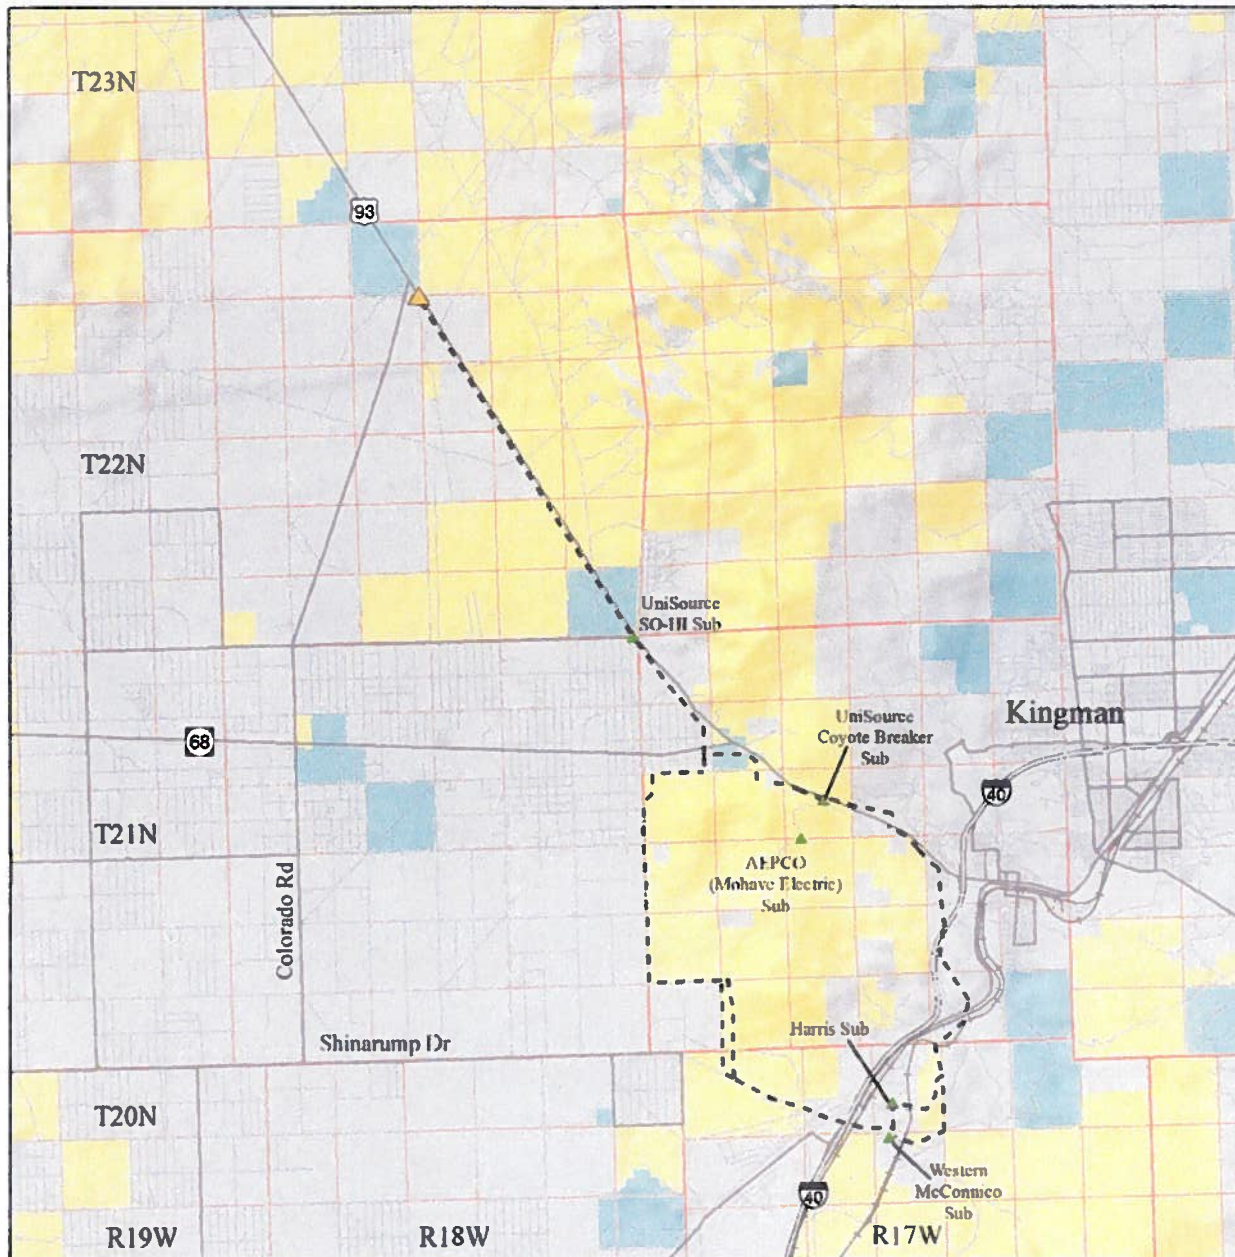 T23N
93
T22N
UniSource
SO-HI Sub
Kingman
UniSource
Coyote Breaker
Sub
68
40
T21N
AEPCO
(Mohave Electric)
Sub
Colorado Rd
Harris Sub
Shinarump Dr
T20N
Western
McConnico
Sub
40
R19W
R18W
R17W